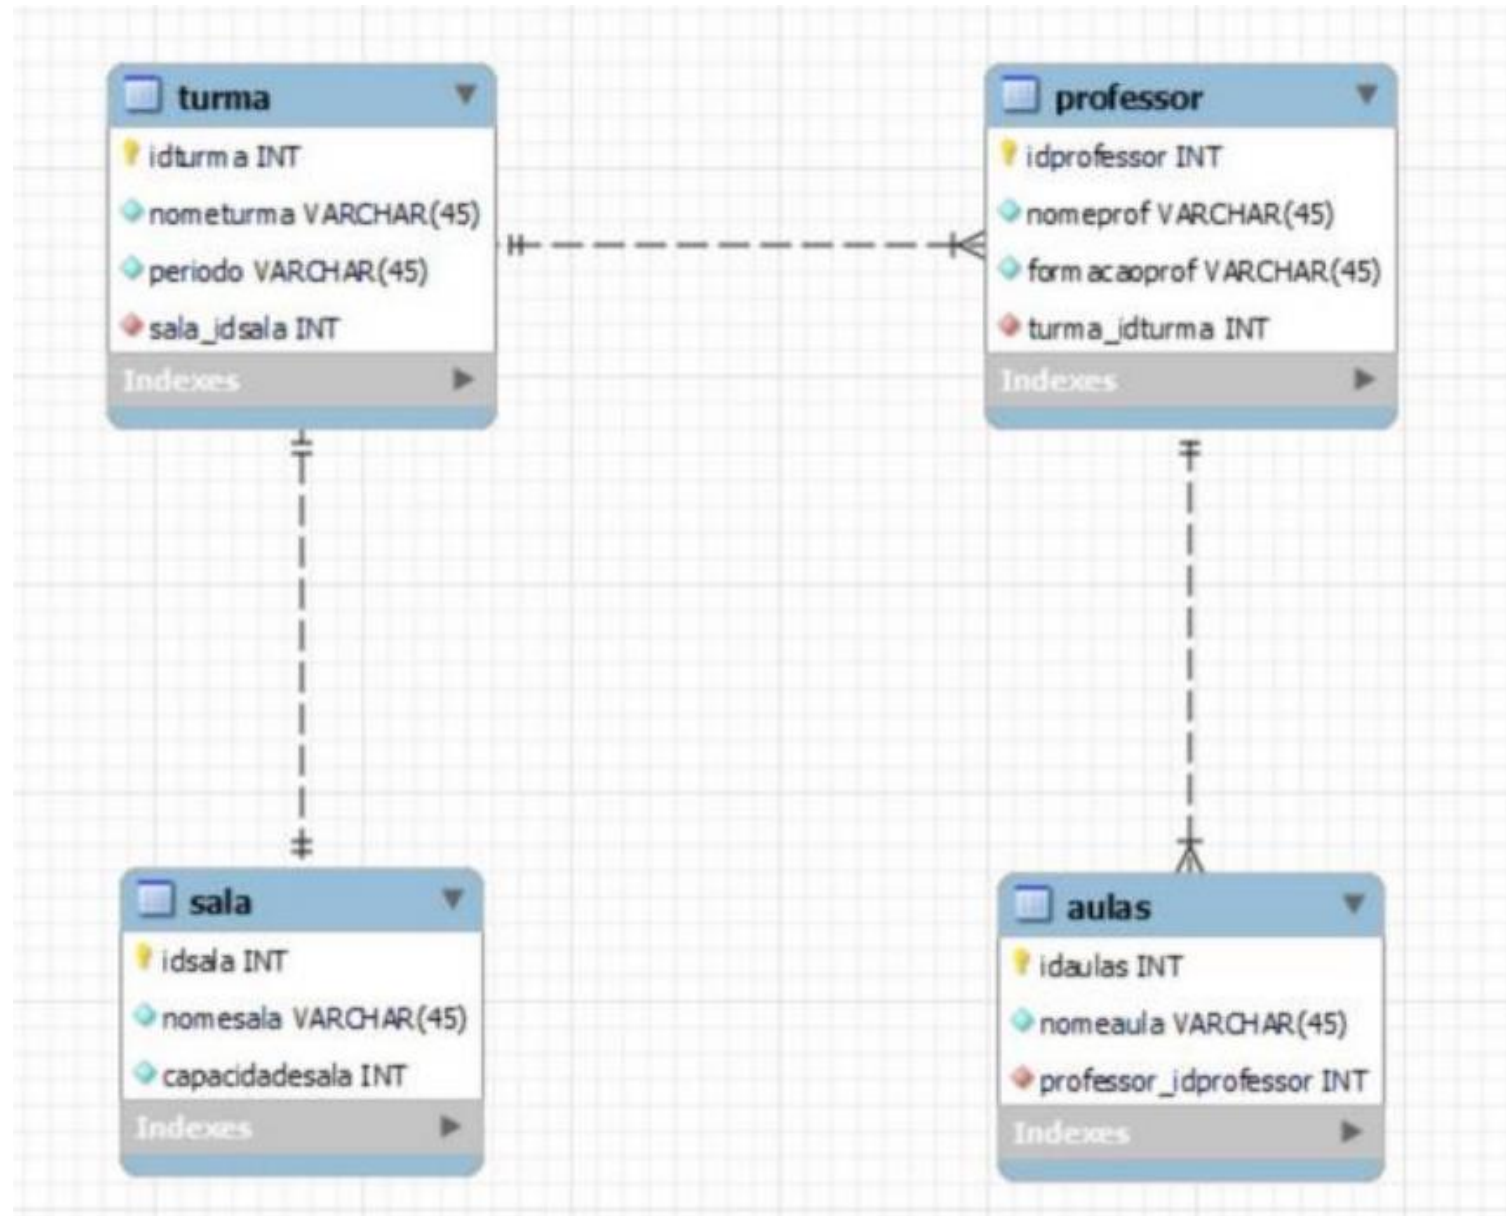 turma
idturma INT
nometurma VARCHAR(45)
periodo VARCHAR(45)
sala_idsala INT
Indexes
professor
idprofessor INT
nomeprof VARCHAR(45)
formacaoprof VARCHAR(45)
turma_idturma INT
Indexes
sala
idsala INT
nomesala VARCHAR(45)
capacidadesala INT
Indexes
aulas
idaulas INT
nomeaula VARCHAR(45)
professor_idprofessor INT
Indexes